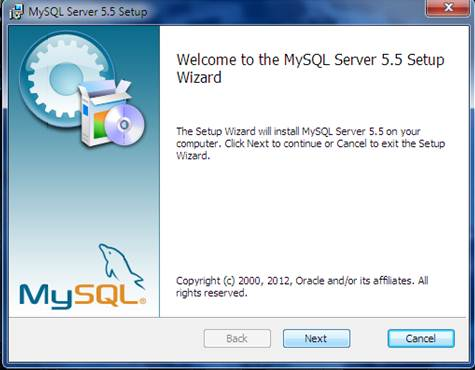 MySQL Server 5.5 Setup
Welcome to the MySQL Server 5.5 Setup
Wizard
The Setup Wizard will install MySQL Server 5.5 on your
computer. Click Next to continue or Cancel to exit the Setup
Wizard.
MySQL®
Copyright (c) 2000, 2012, Oracle and/or its affiliates. All
rights reserved.
Back
Next
Cancel